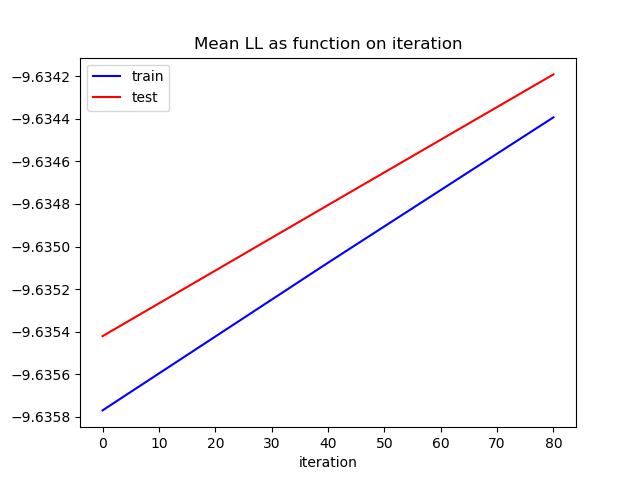 Mean LL as function on iteration
train
test
−9.6342
−9.6344
−9.6346
−9.6348
−9.6350
−9.6352
−9.6354
−9.6356
−9.6358
0 10 20 30 40 50 60 70 80
iteration